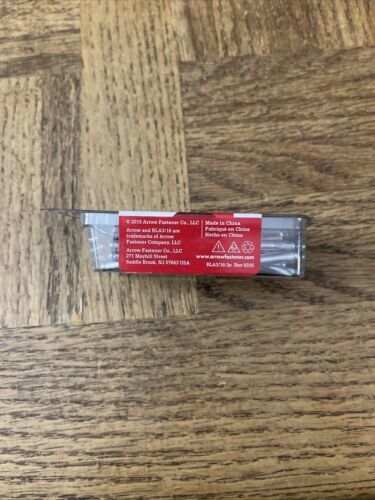 © 2015 Arrow Fastener Co., LLC
Arrow and RLA3/16 are
trademarks of Arrow
Fastener Company, LLC
Arrow Fastener Co., LLC
271 Mayhill Street
Saddle Brook, NJ 07663 USA
Made in China
Fabriqué en China
Hecho en China
www.arrowfastener.com
RLA3/16-In Rev 0315